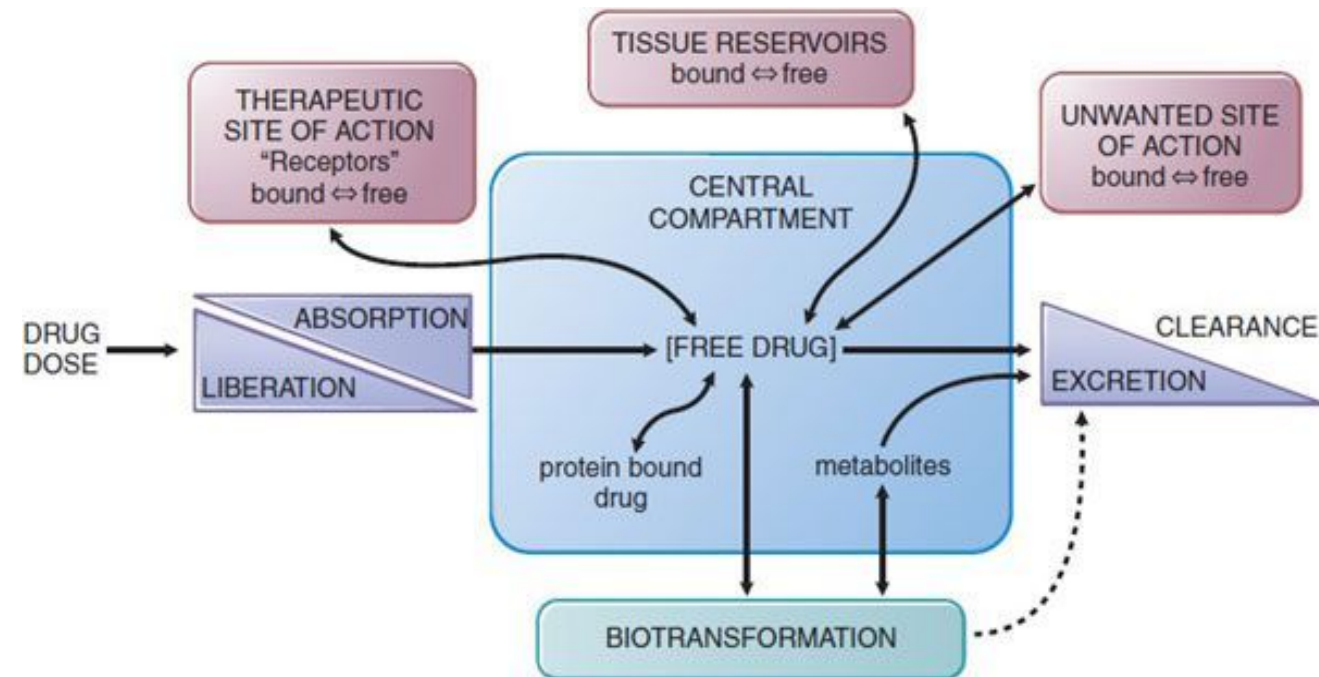 TISSUE RESERVOIRS
bound ⇔ free
THERAPEUTIC
SITE OF ACTION
“Receptors”
bound ⇔ free
UNWANTED SITE
OF ACTION
bound ⇔ free
CENTRAL
COMPARTMENT
DRUG
DOSE
ABSORPTION
LIBERATION
[FREE DRUG]
CLEARANCE
EXCRETION
protein bound
drug
metabolites
BIOTRANSFORMATION